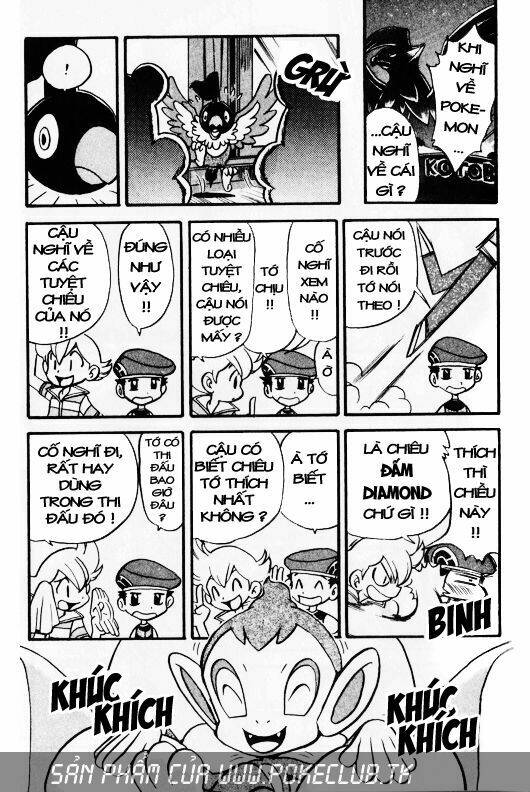 KHI
NGHĨ
VỀ
POKE-
MON
...
...CẬU
NGHĨ
VỀ CÁI
GÌ ?
GRỪ
!
CẬU NÓI
TRƯỚC
ĐI RỒI
TỚ NÓI
THEO !
CỐ
NGHĨ
XEM
NÀO
!!
À
Ờ
TỚ
CHỊU
!
CÓ NHIỀU
LOẠI
TUYỆT
CHIÊU,
CẬU NÓI
ĐƯỢC
MẤY ?
ĐÚNG
NHƯ
VẬY
!!
CẬU
NGHĨ VỀ
CÁC
TUYỆT
CHIÊU
CỦA NÓ
!!
THÍCH
THÌ
CHIỀU
NÀY
!!
LÀ CHIÊU
ĐẤM
DIAMOND
CHỨ GÌ !!
BINH
À TỚ
BIẾT
...
CẬU CÓ
BIẾT CHIÊU
TỚ THÍCH
NHẤT
KHÔNG ?
TỚ CÓ
THI
ĐẤU
BAO
GIỜ
ĐÂU ?
CỐ NGHĨ ĐI,
RẤT HAY
DÙNG
TRONG THI
ĐẤU ĐÓ !
KHÚC
KHÍCH
KHÚC
KHÍCH
SẢN PHẨM CỦA WWW.POKECLUB.TK